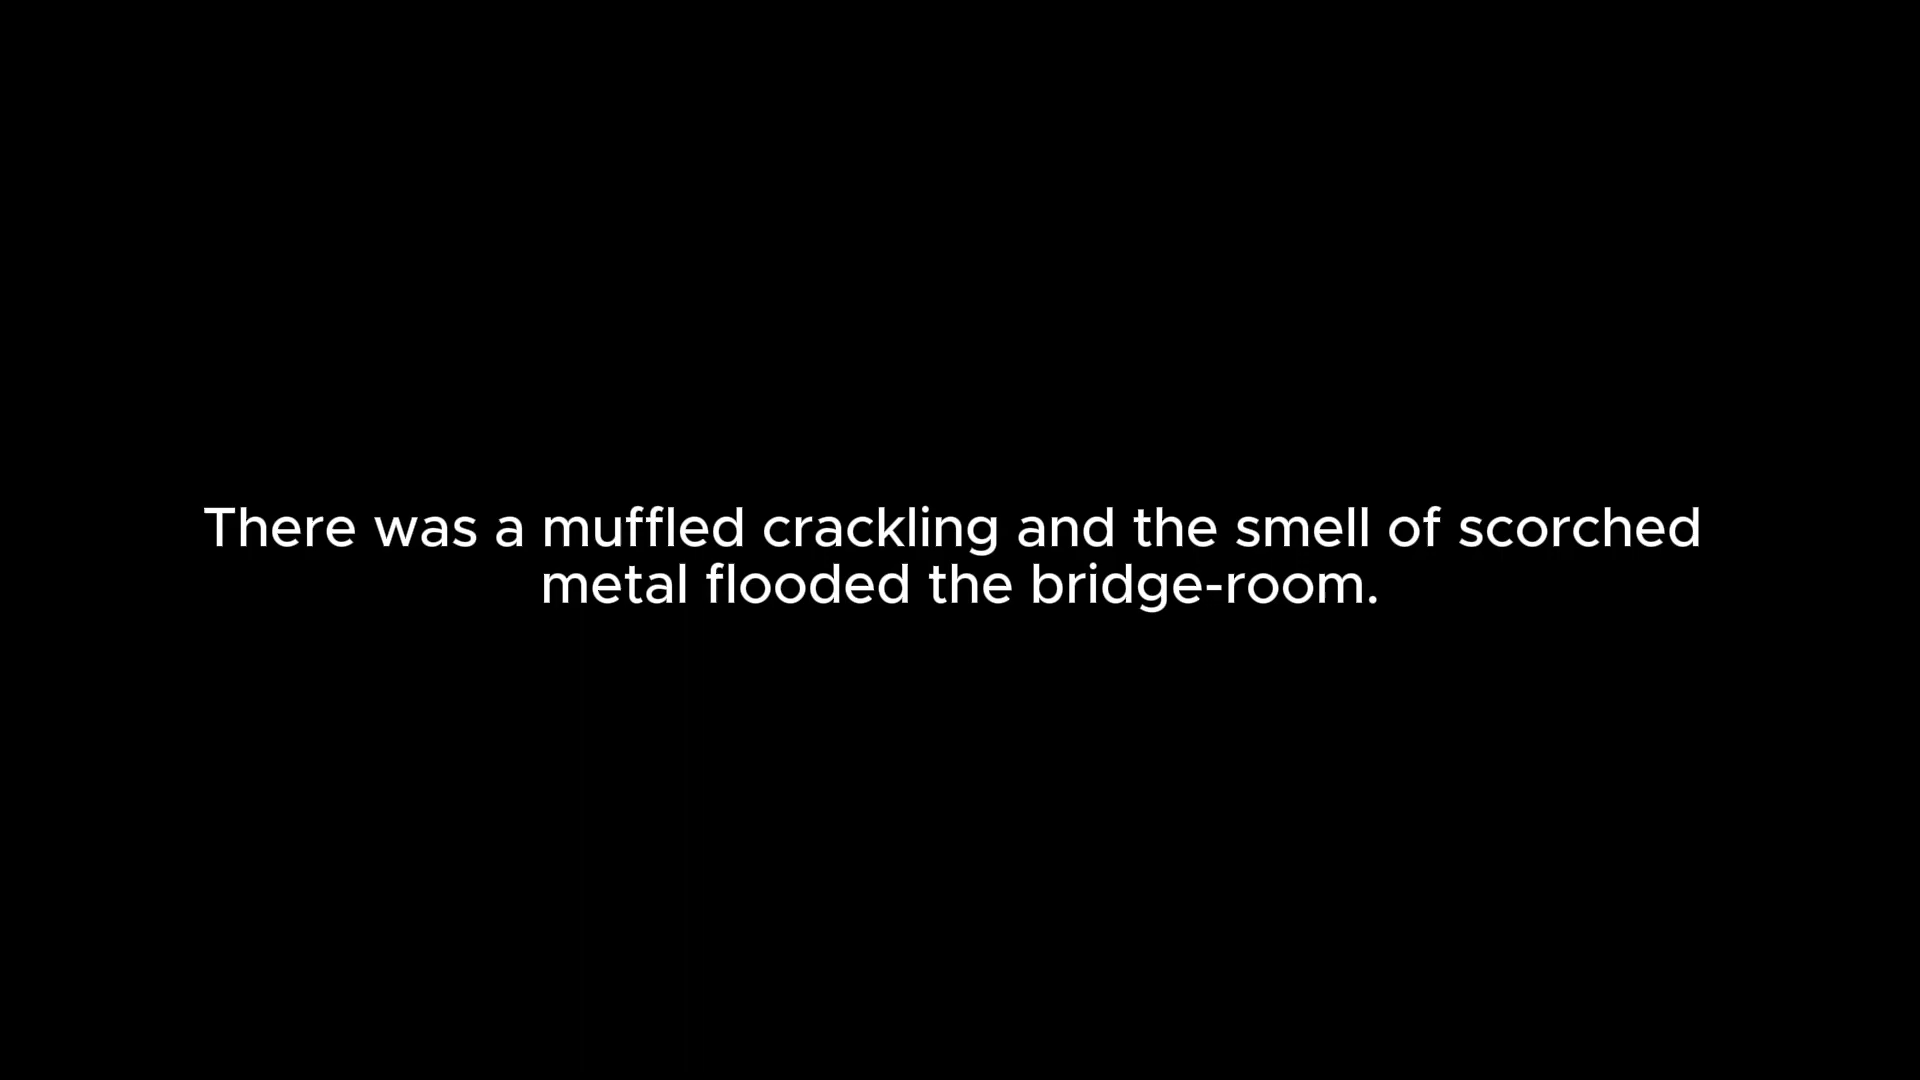 There was a muffled crackling and the smell of scorched
metal flooded the bridge-room.